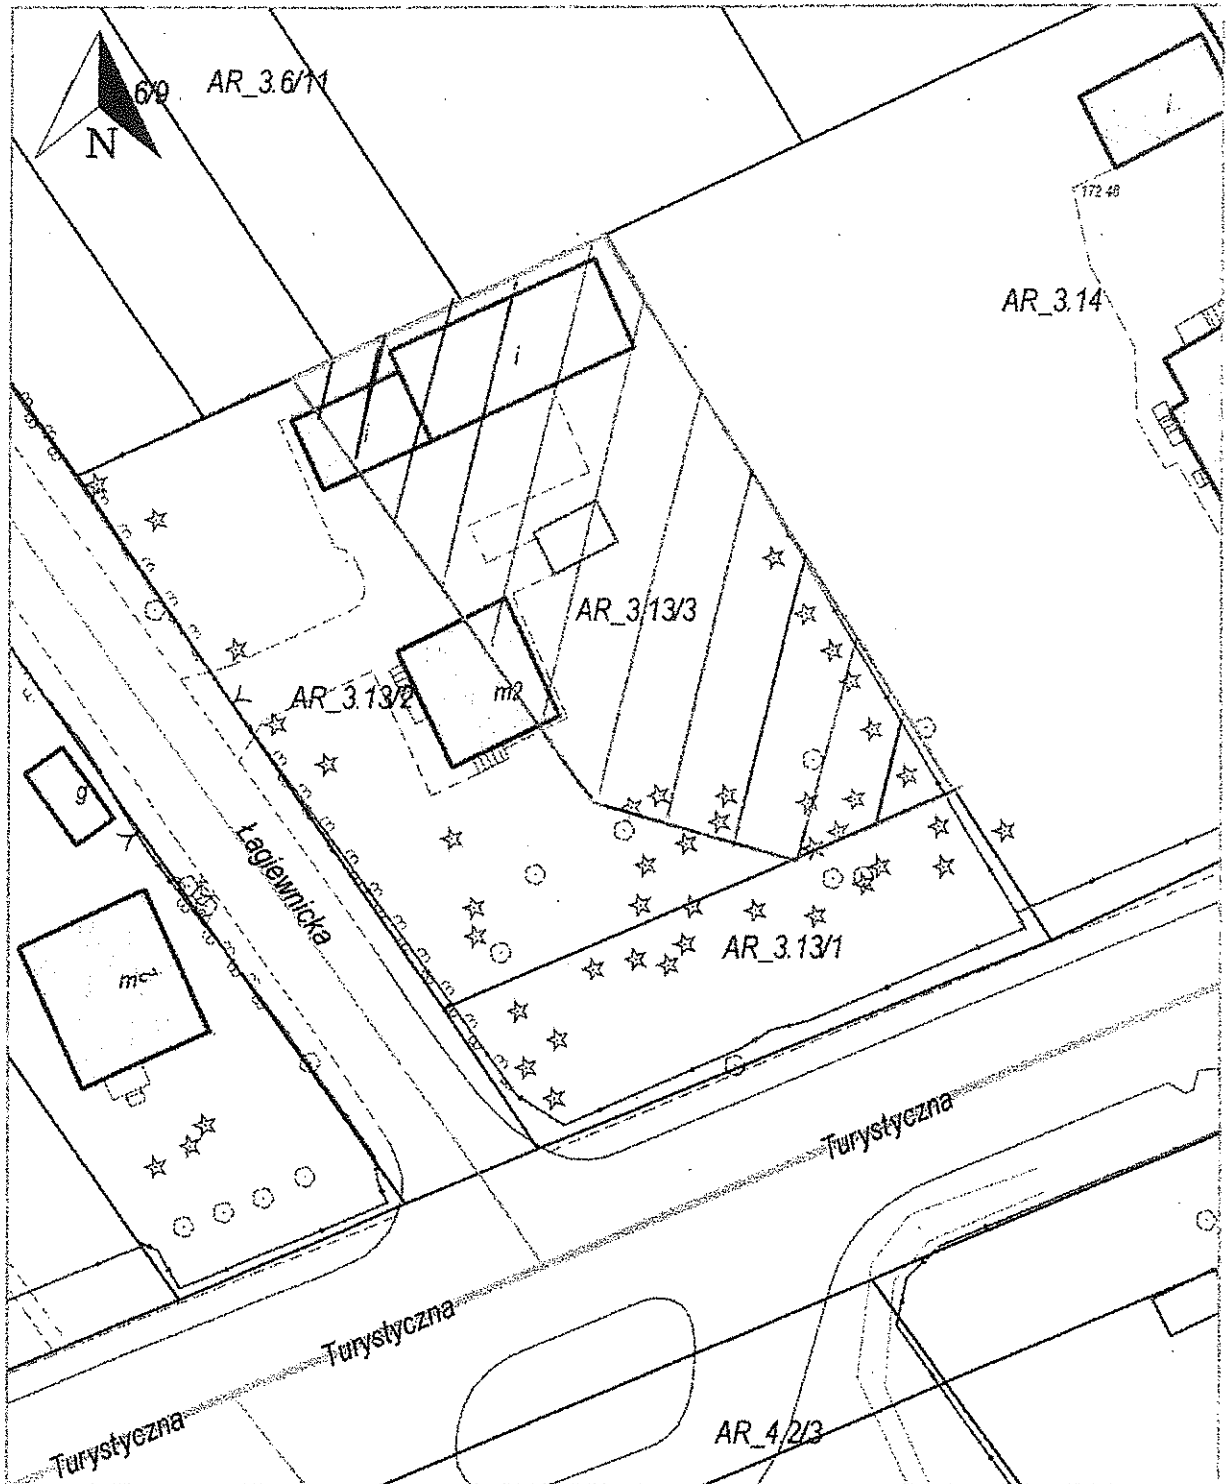 6/9
AR_3.6/11
N
i
172.48
AR_3.14
i
i
AR_3.13/3
AR_3.13/2
m2
g
Łagiewnicka
m2
AR_3.13/1
Turystyczna
Turystyczna
Turystyczna
AR_4.2/3